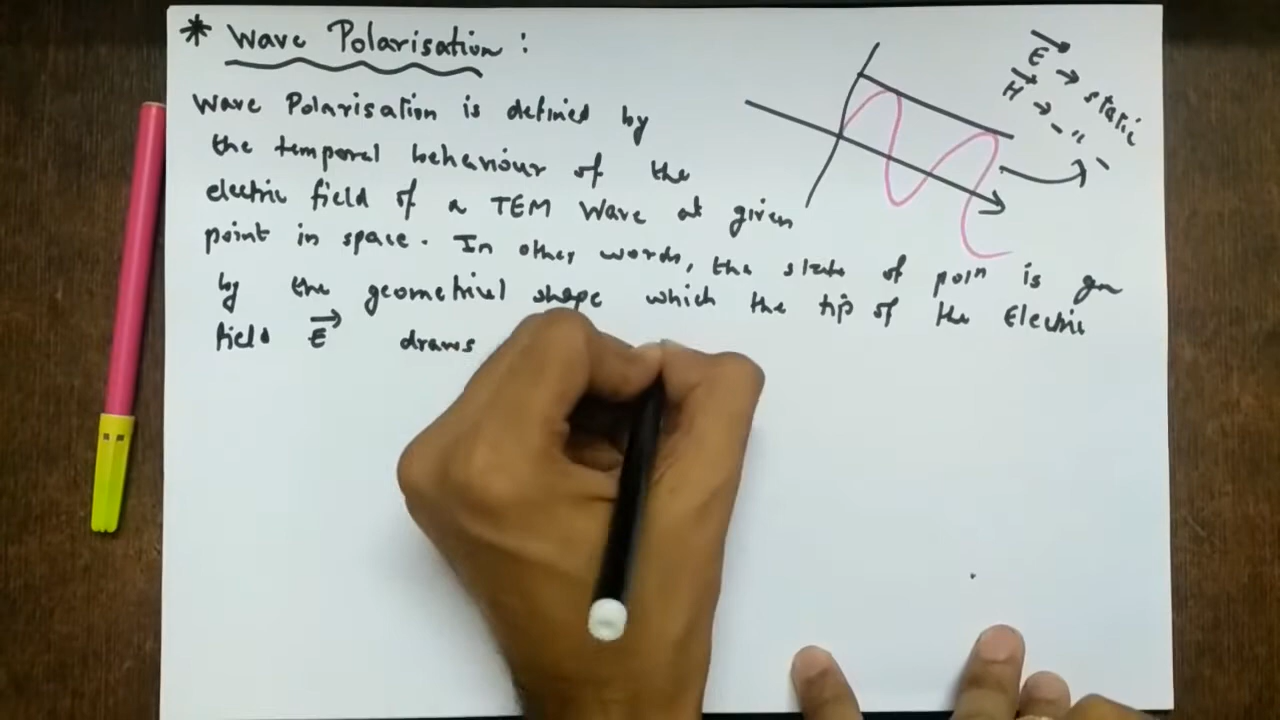 * Wave Polarisation :
Wave Polarisation is defined by
the temporal behaviour of the
electric field of a TEM Wave at given
point in space. In other words, the state of polⁿ is gn
by the geometrical shape which the tip of the Electric
field E draws
E → static
H → - " -